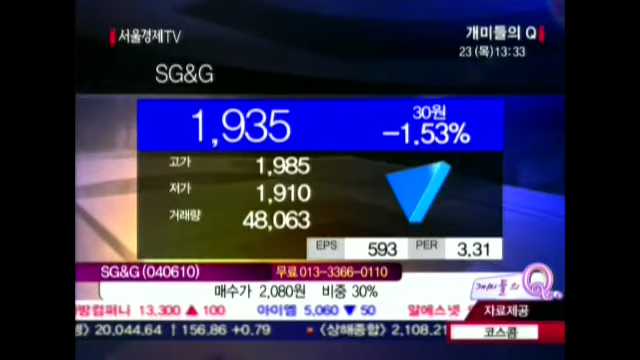 서울경제TV
개미들의 Q
23 (목) 13:33
SG&G
1,935
30원
-1.53%
고가 1,985
저가 1,910
거래량 48,063
EPS 593 PER 3.31
SG&G (040610) 무료 013-3366-0110
매수가 2,080원 비중 30%
개미들의 Q
컴퍼니 13,300 ▲ 100 아이엠 5,060 ▼ 50 알에스넷
자료제공
20,044.64 156.86 +0.79 <상해종합> 2,108.21
코스콤